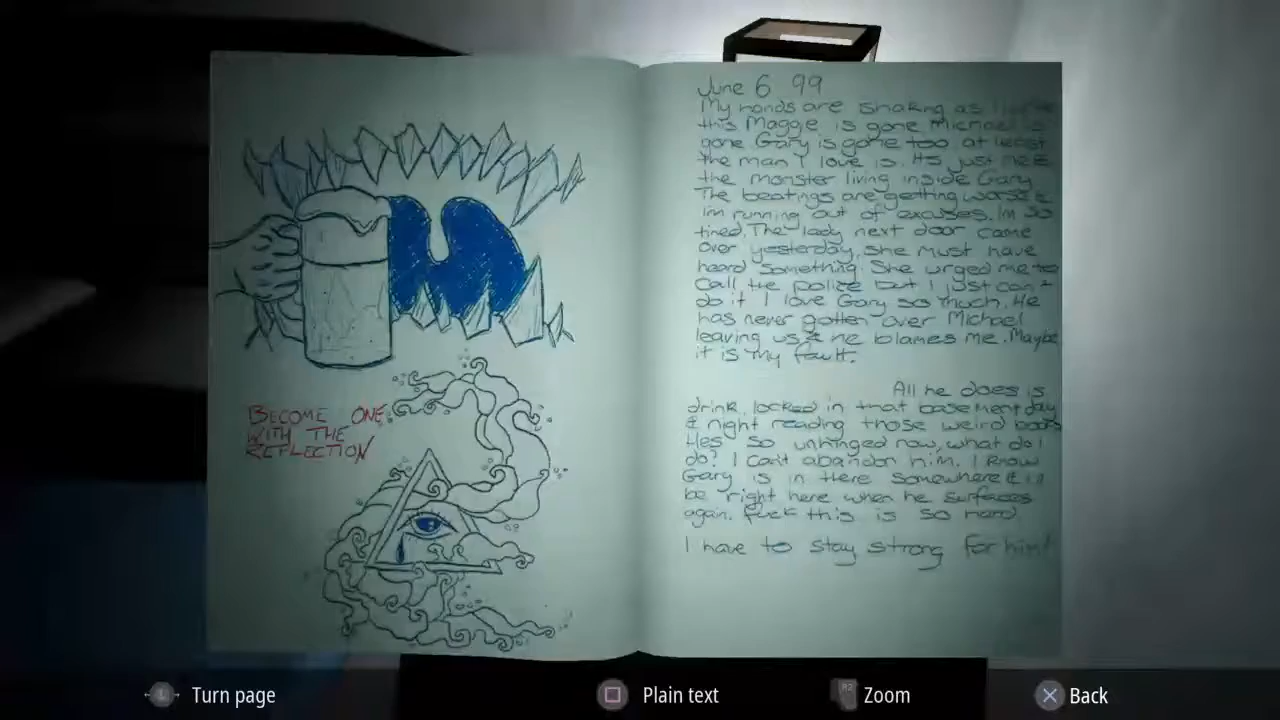 BECOME ONE
WITH THE
REFLECTION
June 6 99
My hands are shaking as I
this Maggie is gone Michael is
gone Gary is gone too, at least
the man I love is. Its just me &
the monster living inside Gary
The beatings are getting worse &
im running out of excuses. Im so
tired. The lady next door came
over yesterday, she must have
heard something. She urged me to
call the police but I just can't
do it I love Gary so much. He
has never gotten over Michael
leaving us & he blames me. Maybe
it is my fault.
All he does is
drink, locked in that basement day
& night reading those weird books
Hes so unhinged now, what do I
do? I cant abandon him. I know
Gary is in there somewhere & ill
be right here when he surfaces
again. Fuck this is so hard
I have to stay strong for him!
L
Turn page
Plain text
R2
Zoom
Back